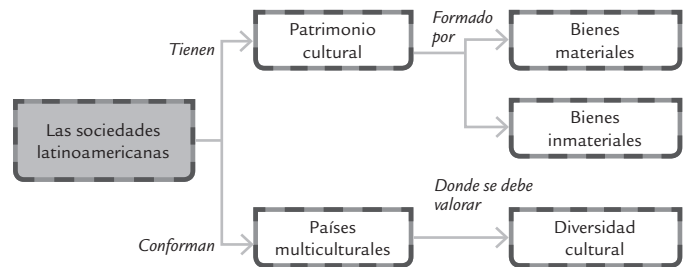 Las sociedades
latinoamericanas
Tienen
Patrimonio
cultural
Formado
por
Bienes
materiales
Bienes
inmateriales
Conforman
Países
multiculturales
Donde se debe
valorar
Diversidad
cultural